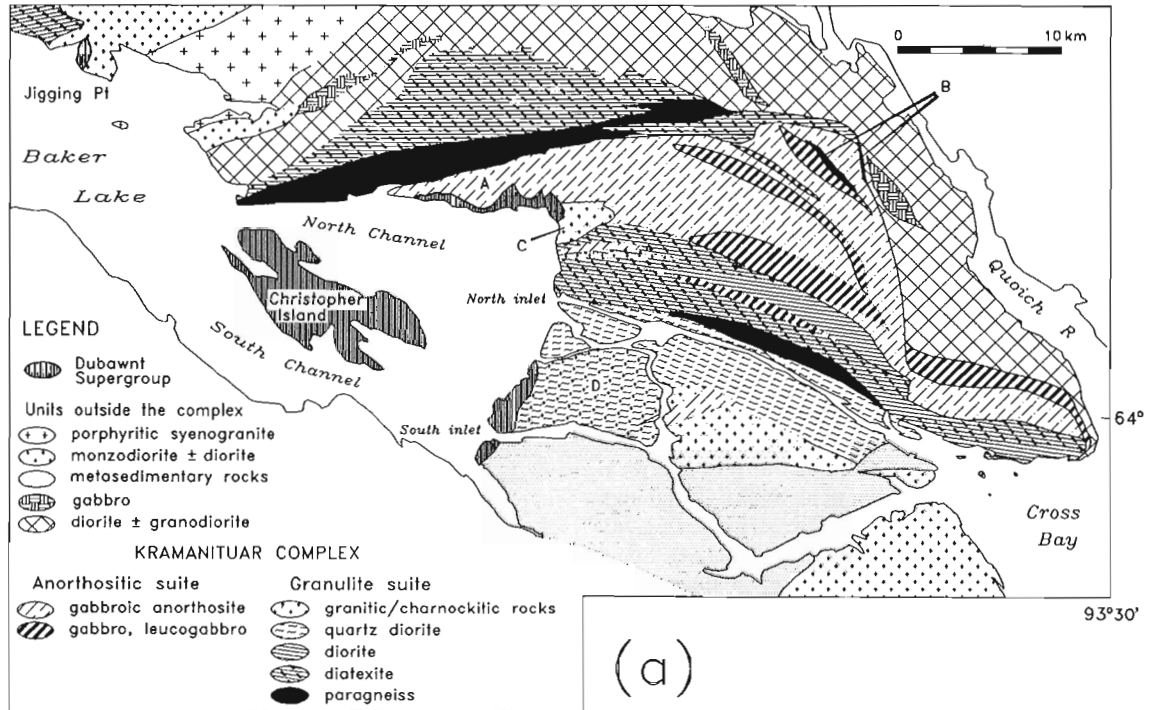 0 10 km
Jigging Pt
B
Baker
Lake
A
North Channel
C
Quoich R
North inlet
Christopher
Island
South Channel
D
South inlet
64°
Cross
Bay
93°30'
LEGEND
Dubawnt
Supergroup
Units outside the complex
porphyritic syenogranite
monzodiorite ± diorite
metasedimentary rocks
gabbro
diorite ± granodiorite
KRAMANITUAR COMPLEX
Anorthositic suite
gabbroic anorthosite
gabbro, leucogabbro
Granulite suite
granitic/charnockitic rocks
quartz diorite
diorite
diatexite
paragneiss
(a)